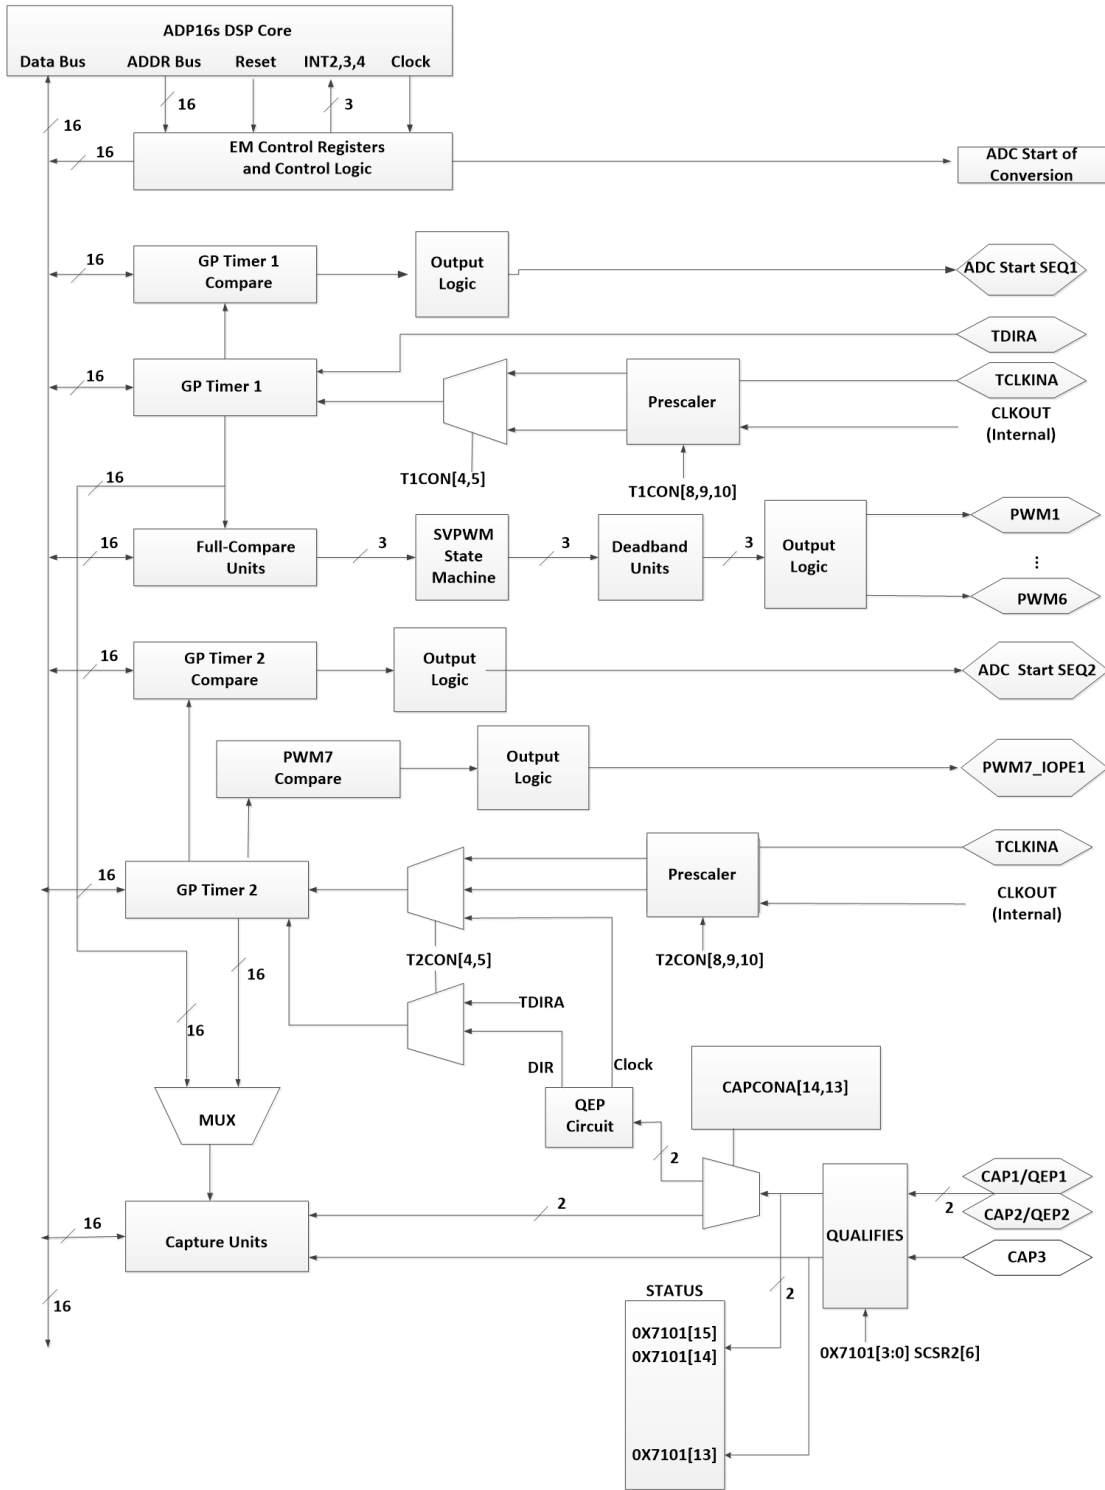 ADP16s DSP Core
Data Bus
ADDR Bus
Reset
INT2,3,4
Clock
16
3
16
16
EM Control Registers
and Control Logic
ADC Start of
Conversion
16
GP Timer 1
Compare
Output
Logic
ADC Start SEQ1
TDIRA
16
GP Timer 1
Prescaler
TCLKINA
CLKOUT
(Internal)
T1CON[4,5]
T1CON[8,9,10]
16
16
Full-Compare
Units
3
SVPWM
State
Machine
3
Deadband
Units
3
Output
Logic
PWM1
...
PWM6
16
GP Timer 2
Compare
Output
Logic
ADC  Start SEQ2
PWM7
Compare
Output
Logic
PWM7_IOPE1
16
GP Timer 2
Prescaler
TCLKINA
CLKOUT
(Internal)
T2CON[4,5]
T2CON[8,9,10]
16
TDIRA
16
DIR
Clock
CAPCONA[14,13]
MUX
QEP
Circuit
2
CAP1/QEP1
2
CAP2/QEP2
16
Capture Units
2
QUALIFIES
CAP3
16
STATUS
2
0X7101[15]
0X7101[14]
0X7101[3:0] SCSR2[6]
0X7101[13]